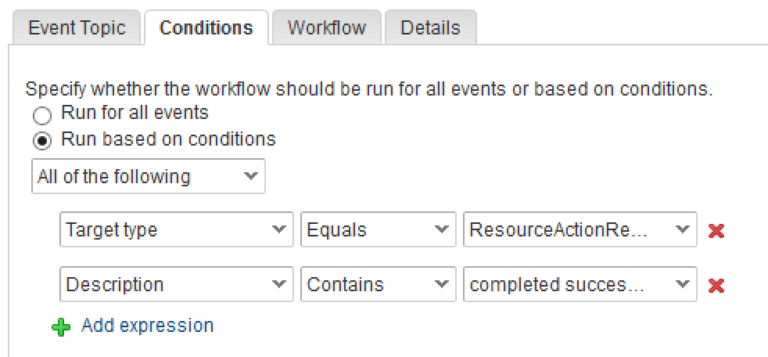 Event Topic Conditions Workflow Details
Specify whether the workflow should be run for all events or based on conditions.
Run for all events
Run based on conditions
All of the following
Target type Equals ResourceActionRe...
Description Contains completed succes...
Add expression